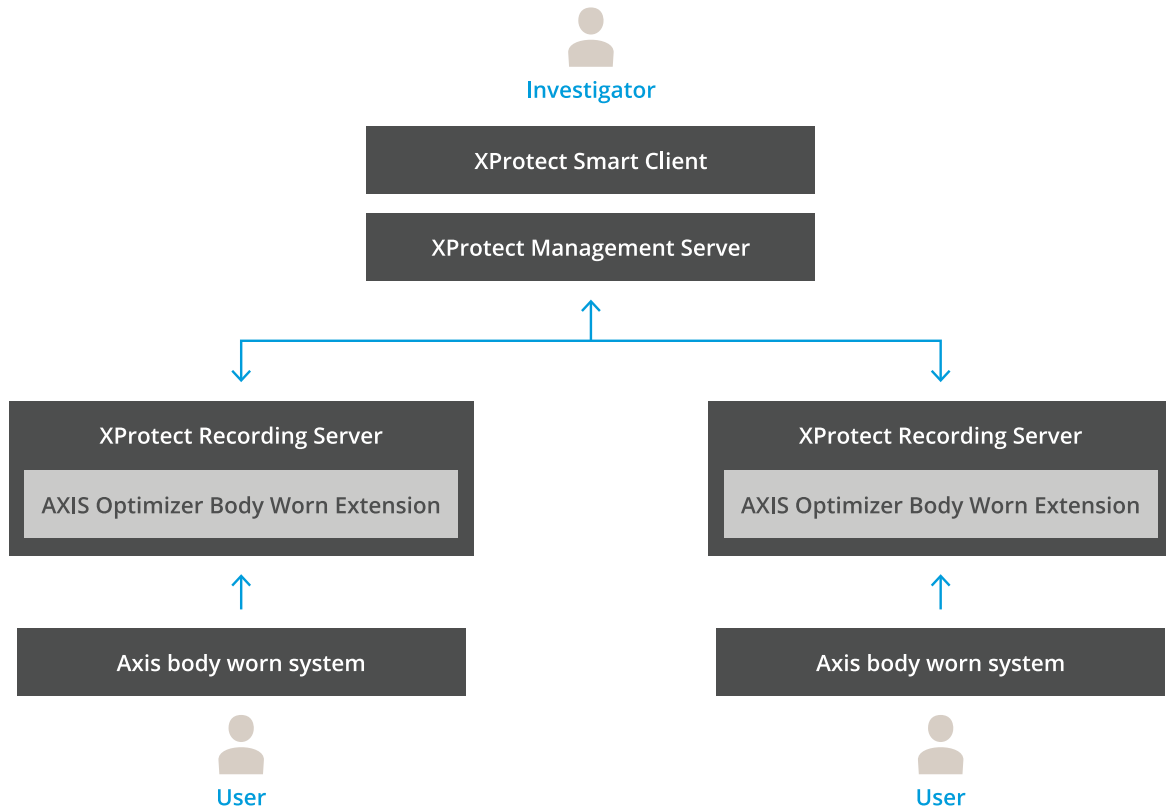 Investigator
XProtect Smart Client
XProtect Management Server
XProtect Recording Server
AXIS Optimizer Body Worn Extension
Axis body worn system
User
XProtect Recording Server
AXIS Optimizer Body Worn Extension
Axis body worn system
User